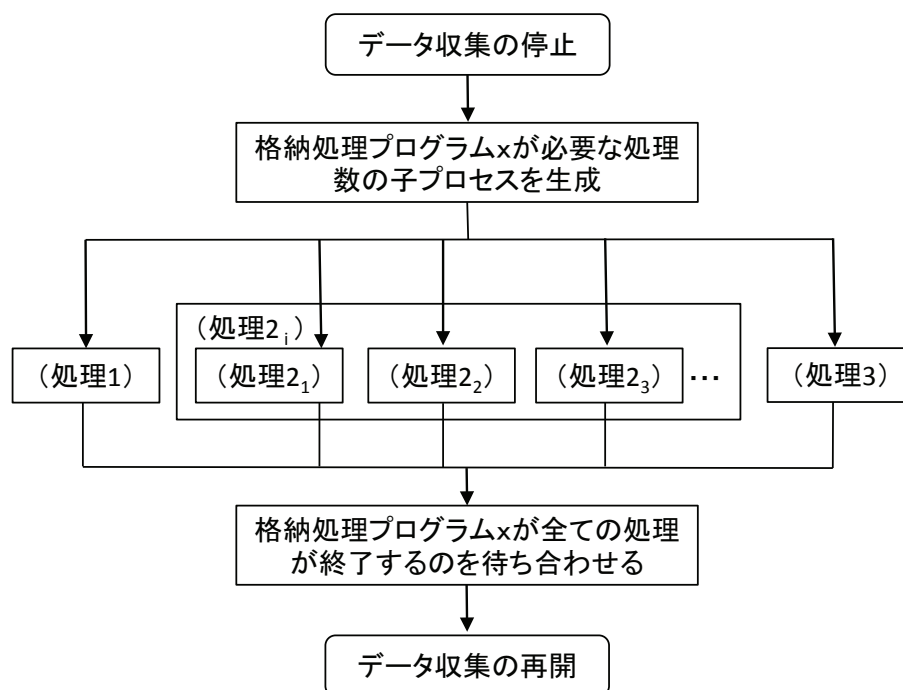 データ収集の停止
格納処理プログラムxが必要な処理
数の子プロセスを生成
(処理2ᵢ)
(処理1)
(処理2₁)
(処理2₂)
(処理2₃)
…
(処理3)
格納処理プログラムxが全ての処理
が終了するのを待ち合わせる
データ収集の再開